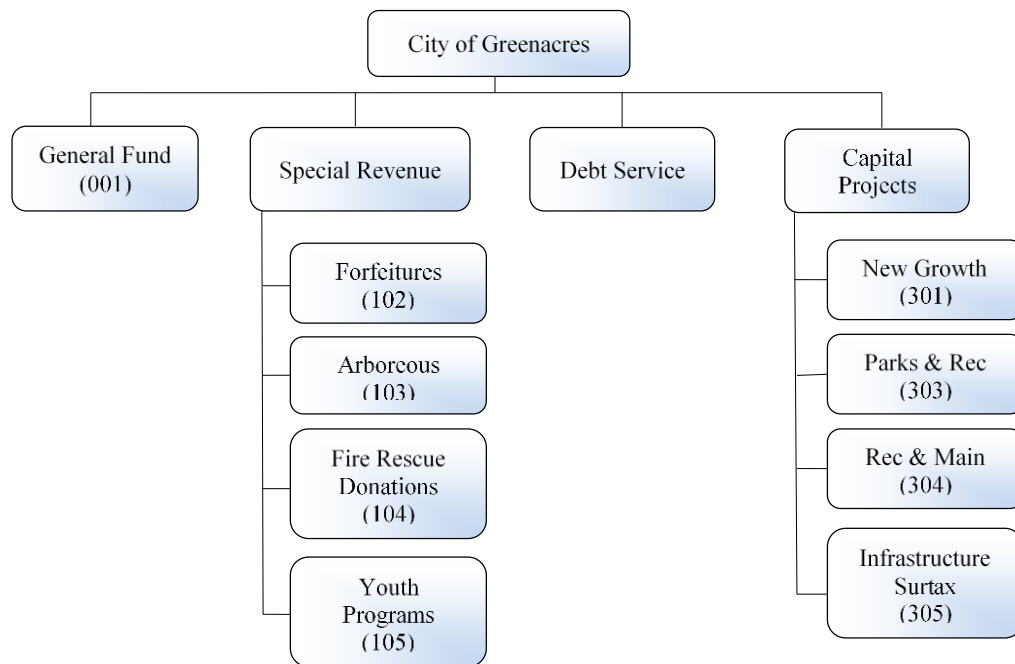 City of Greenacres
General Fund
(001)
Special Revenue
Debt Service
Capital
Projects
Forfeitures
(102)
Arboreous
(103)
Fire Rescue
Donations
(104)
Youth
Programs
(105)
New Growth
(301)
Parks & Rec
(303)
Rec & Main
(304)
Infrastructure
Surtax
(305)